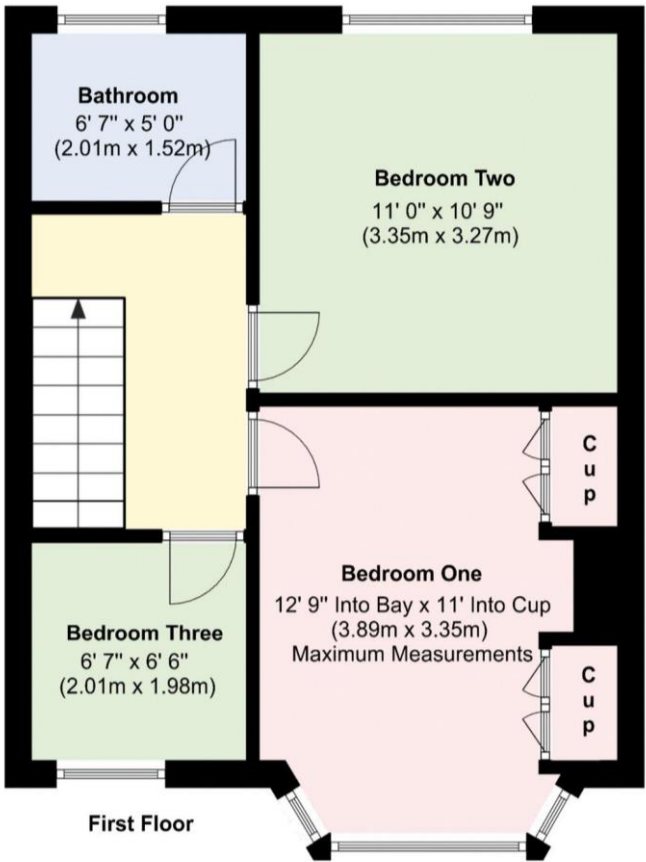 Bathroom
6' 7" x 5' 0"
(2.01m x 1.52m)
Bedroom Two
11' 0" x 10' 9"
(3.35m x 3.27m)
Cup
Bedroom One
12' 9" Into Bay x 11' Into Cup
(3.89m x 3.35m)
Maximum Measurements
Bedroom Three
6' 7" x 6' 6"
(2.01m x 1.98m)
Cup
First Floor